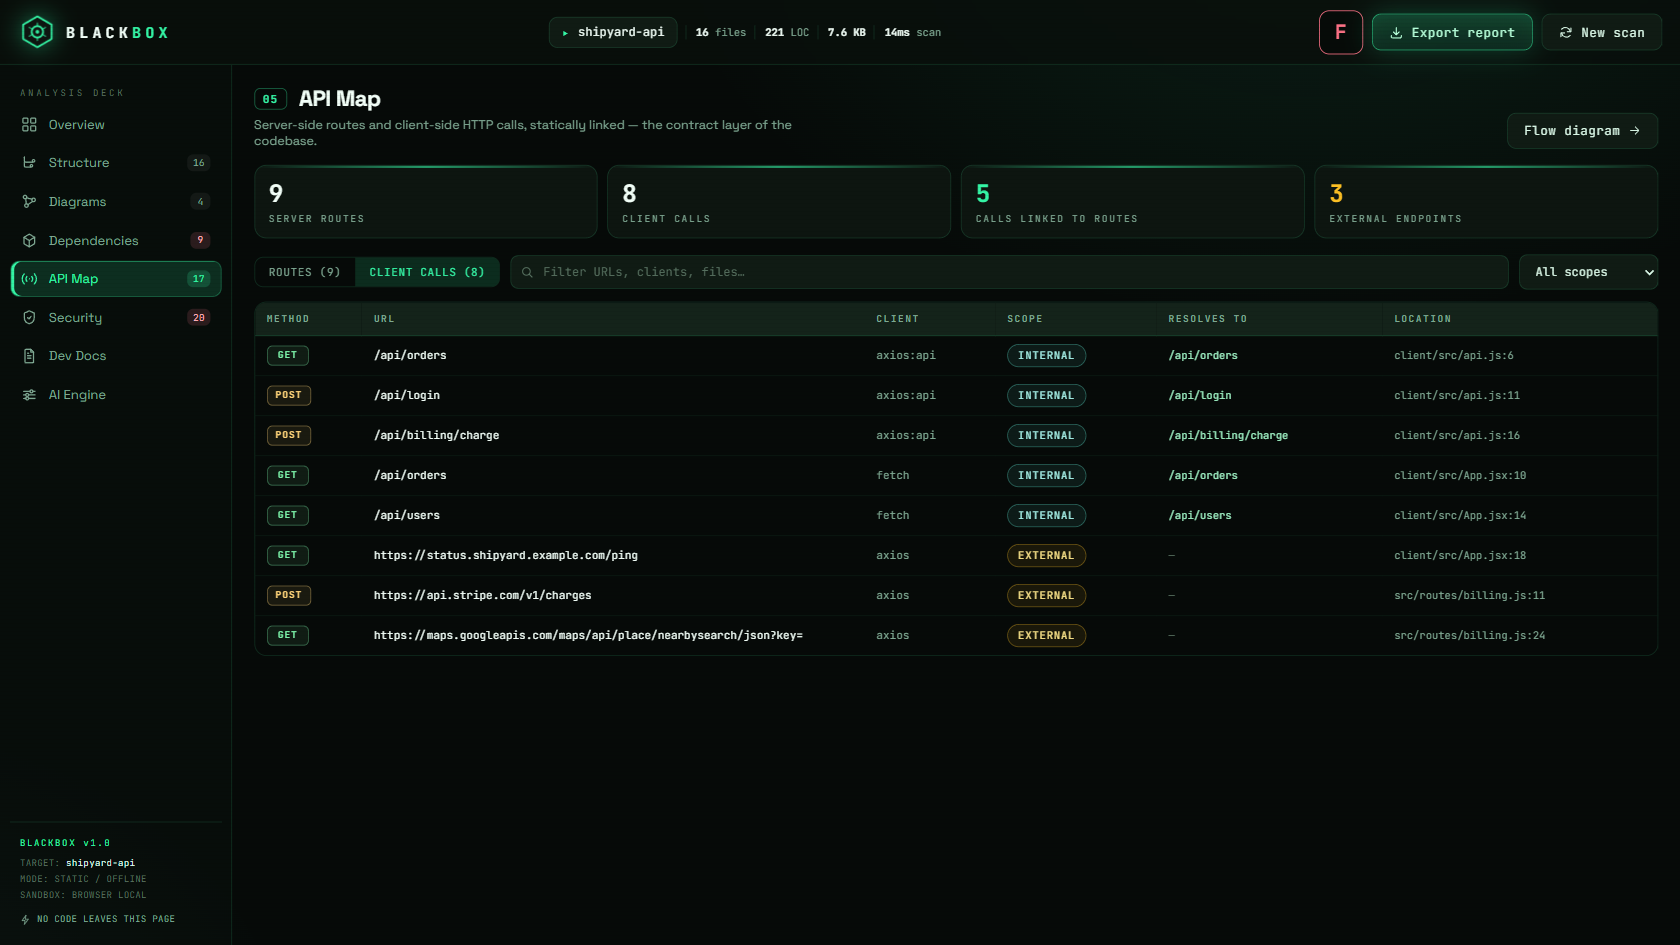 BLACKBOX
▸ shipyard-api
16 files
221 LOC
7.6 KB
14ms scan
F
Export report
New scan
ANALYSIS DECK
Overview
Structure 16
Diagrams 4
Dependencies 9
API Map 17
Security 20
Dev Docs
AI Engine
05 API Map
Server-side routes and client-side HTTP calls, statically linked — the contract layer of the
codebase.
Flow diagram →
9
SERVER ROUTES
8
CLIENT CALLS
5
CALLS LINKED TO ROUTES
3
EXTERNAL ENDPOINTS
ROUTES (9)
CLIENT CALLS (8)
Filter URLs, clients, files…
All scopes
METHOD URL CLIENT SCOPE RESOLVES TO LOCATION
GET /api/orders axios:api INTERNAL /api/orders client/src/api.js:6
POST /api/login axios:api INTERNAL /api/login client/src/api.js:11
POST /api/billing/charge axios:api INTERNAL /api/billing/charge client/src/api.js:16
GET /api/orders fetch INTERNAL /api/orders client/src/App.jsx:10
GET /api/users fetch INTERNAL /api/users client/src/App.jsx:14
GET https://status.shipyard.example.com/ping axios EXTERNAL — client/src/App.jsx:18
POST https://api.stripe.com/v1/charges axios EXTERNAL — src/routes/billing.js:11
GET https://maps.googleapis.com/maps/api/place/nearbysearch/json?key= axios EXTERNAL — src/routes/billing.js:24
BLACKBOX v1.0
TARGET: shipyard-api
MODE: STATIC / OFFLINE
SANDBOX: BROWSER LOCAL
NO CODE LEAVES THIS PAGE